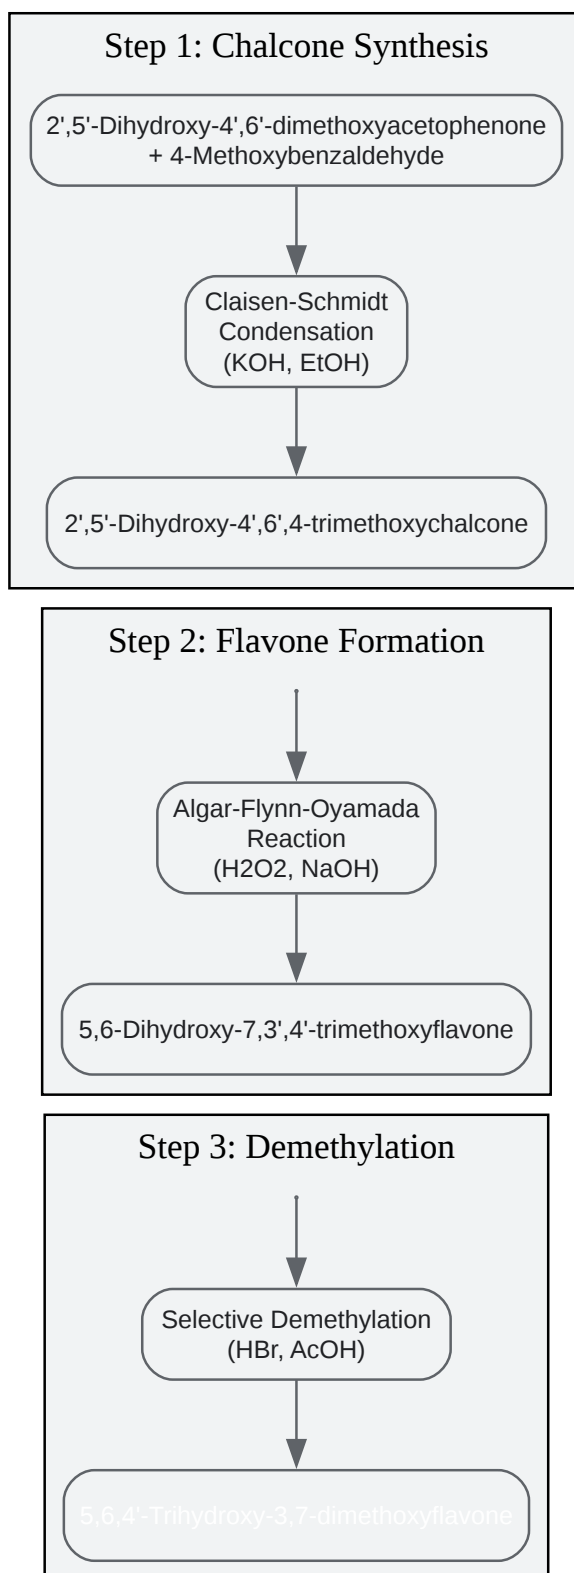 Step 1: Chalcone Synthesis
2',5'-Dihydroxy-4',6'-dimethoxyacetophenone
+ 4-Methoxybenzaldehyde
Claisen-Schmidt
Condensation
(KOH, EtOH)
2',5'-Dihydroxy-4',6',4-trimethoxychalcone
Step 2: Flavone Formation
Algar-Flynn-Oyamada
Reaction
(H2O2, NaOH)
5,6-Dihydroxy-7,3',4'-trimethoxyflavone
Step 3: Demethylation
Selective Demethylation
(HBr, AcOH)
5,6,4'-Trihydroxy-3,7-dimethoxyflavone